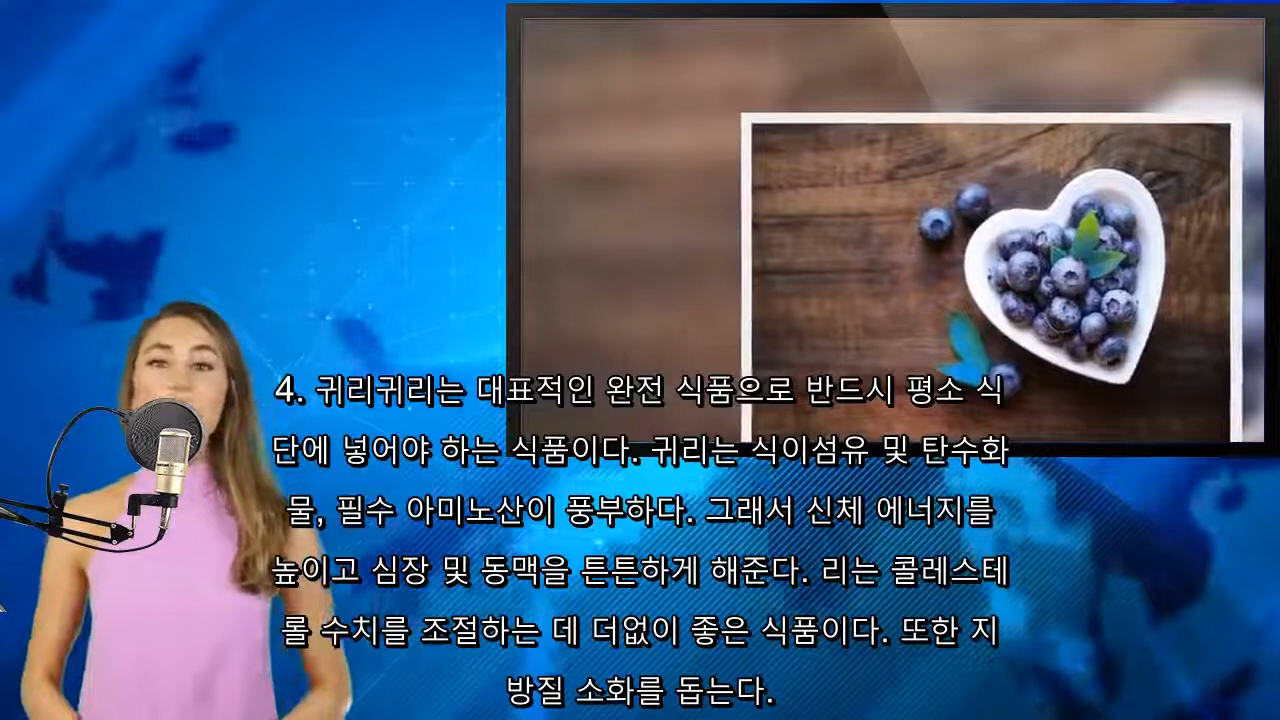 4. 귀리귀리는 대표적인 완전 식품으로 반드시 평소 식
단에 넣어야 하는 식품이다. 귀리는 식이섬유 및 탄수화
물, 필수 아미노산이 풍부하다. 그래서 신체 에너지를
높이고 심장 및 동맥을 튼튼하게 해준다. 리는 콜레스테
롤 수치를 조절하는 데 더없이 좋은 식품이다. 또한 지
방질 소화를 돕는다.